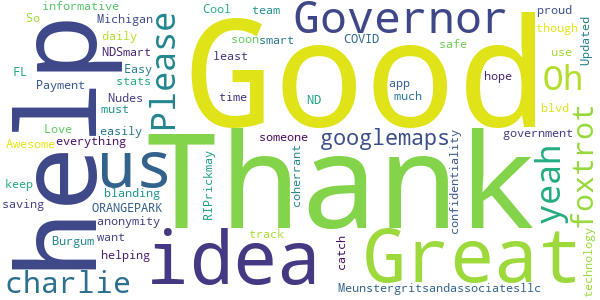 informative
So
Michigan
daily
NDSmart
FL
Easy
stats
Payment
Nudes
must
easily
Love
everything
Awesome
help
us
keep
blanding
saving
ORANGEPARK
anonymity
want
Burgum
helping
charlie
Please
Cool
team
soon
smart
least
time
Good
Governor
COVID
safe
app
much
ND
hope
proud
though
use
Updated
Oh
blvd
Thank
someone
googlemaps
government
yeah
foxtrot
RIPrickmay
coherrant
confidentiality
idea
track
catch
Great
technology
Meunstergritsandassociatesllc